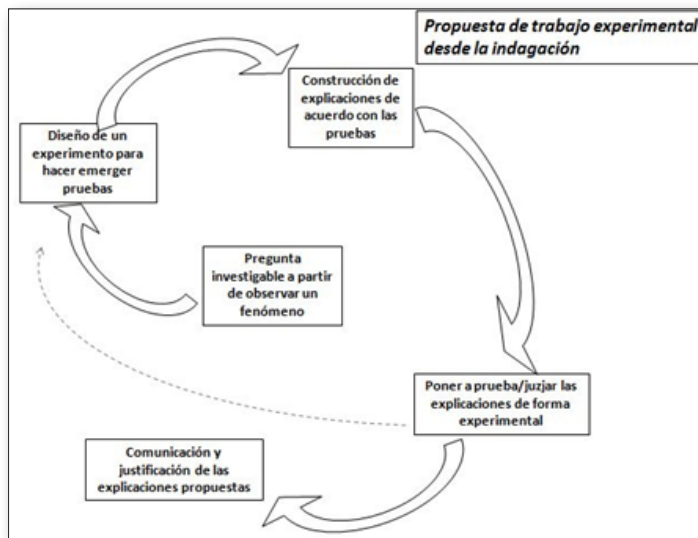 Propuesta de trabajo experimental
desde la indagación
Construcción de
explicaciones de
acuerdo con las
pruebas
Diseño de un
experimento para
hacer emerger
pruebas
Pregunta
investigable a partir
de observar un
fenómeno
Poner a prueba/juzjar las
explicaciones de forma
experimental
Comunicación y
justificación de las
explicaciones propuestas